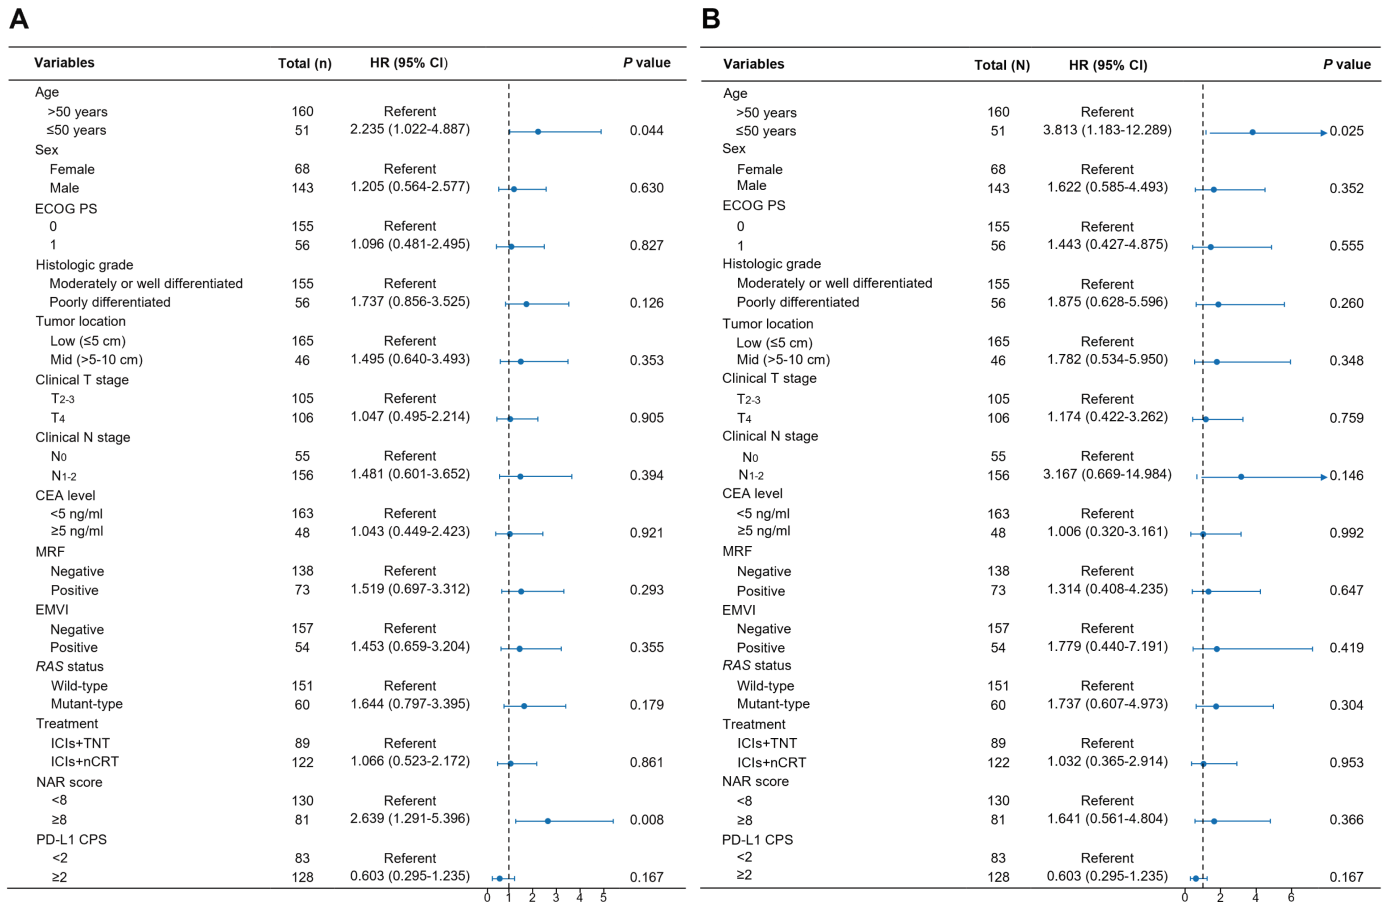 A
Variables Total (n) HR (95% CI) P value
Age
>50 years 160 Referent
≤50 years 51 2.235 (1.022-4.887) 0.044
Sex
Female 68 Referent
Male 143 1.205 (0.564-2.577) 0.630
ECOG PS
0 155 Referent
1 56 1.096 (0.481-2.495) 0.827
Histologic grade
Moderately or well differentiated 155 Referent
Poorly differentiated 56 1.737 (0.856-3.525) 0.126
Tumor location
Low (≤5 cm) 165 Referent
Mid (>5-10 cm) 46 1.495 (0.640-3.493) 0.353
Clinical T stage
T2-3 105 Referent
T4 106 1.047 (0.495-2.214) 0.905
Clinical N stage
N0 55 Referent
N1-2 156 1.481 (0.601-3.652) 0.394
CEA level
<5 ng/ml 163 Referent
≥5 ng/ml 48 1.043 (0.449-2.423) 0.921
MRF
Negative 138 Referent
Positive 73 1.519 (0.697-3.312) 0.293
EMVI
Negative 157 Referent
Positive 54 1.453 (0.659-3.204) 0.355
RAS status
Wild-type 151 Referent
Mutant-type 60 1.644 (0.797-3.395) 0.179
Treatment
ICIs+TNT 89 Referent
ICIs+nCRT 122 1.066 (0.523-2.172) 0.861
NAR score
<8 130 Referent
≥8 81 2.639 (1.291-5.396) 0.008
PD-L1 CPS
<2 83 Referent
≥2 128 0.603 (0.295-1.235) 0.167
0 1 2 3 4 5
B
Variables Total (N) HR (95% CI) P value
Age
>50 years 160 Referent
≤50 years 51 3.813 (1.183-12.289) 0.025
Sex
Female 68 Referent
Male 143 1.622 (0.585-4.493) 0.352
ECOG PS
0 155 Referent
1 56 1.443 (0.427-4.875) 0.555
Histologic grade
Moderately or well differentiated 155 Referent
Poorly differentiated 56 1.875 (0.628-5.596) 0.260
Tumor location
Low (≤5 cm) 165 Referent
Mid (>5-10 cm) 46 1.782 (0.534-5.950) 0.348
Clinical T stage
T2-3 105 Referent
T4 106 1.174 (0.422-3.262) 0.759
Clinical N stage
N0 55 Referent
N1-2 156 3.167 (0.669-14.984) 0.146
CEA level
<5 ng/ml 163 Referent
≥5 ng/ml 48 1.006 (0.320-3.161) 0.992
MRF
Negative 138 Referent
Positive 73 1.314 (0.408-4.235) 0.647
EMVI
Negative 157 Referent
Positive 54 1.779 (0.440-7.191) 0.419
RAS status
Wild-type 151 Referent
Mutant-type 60 1.737 (0.607-4.973) 0.304
Treatment
ICIs+TNT 89 Referent
ICIs+nCRT 122 1.032 (0.365-2.914) 0.953
NAR score
<8 130 Referent
≥8 81 1.641 (0.561-4.804) 0.366
PD-L1 CPS
<2 83 Referent
≥2 128 0.603 (0.295-1.235) 0.167
0 2 4 6